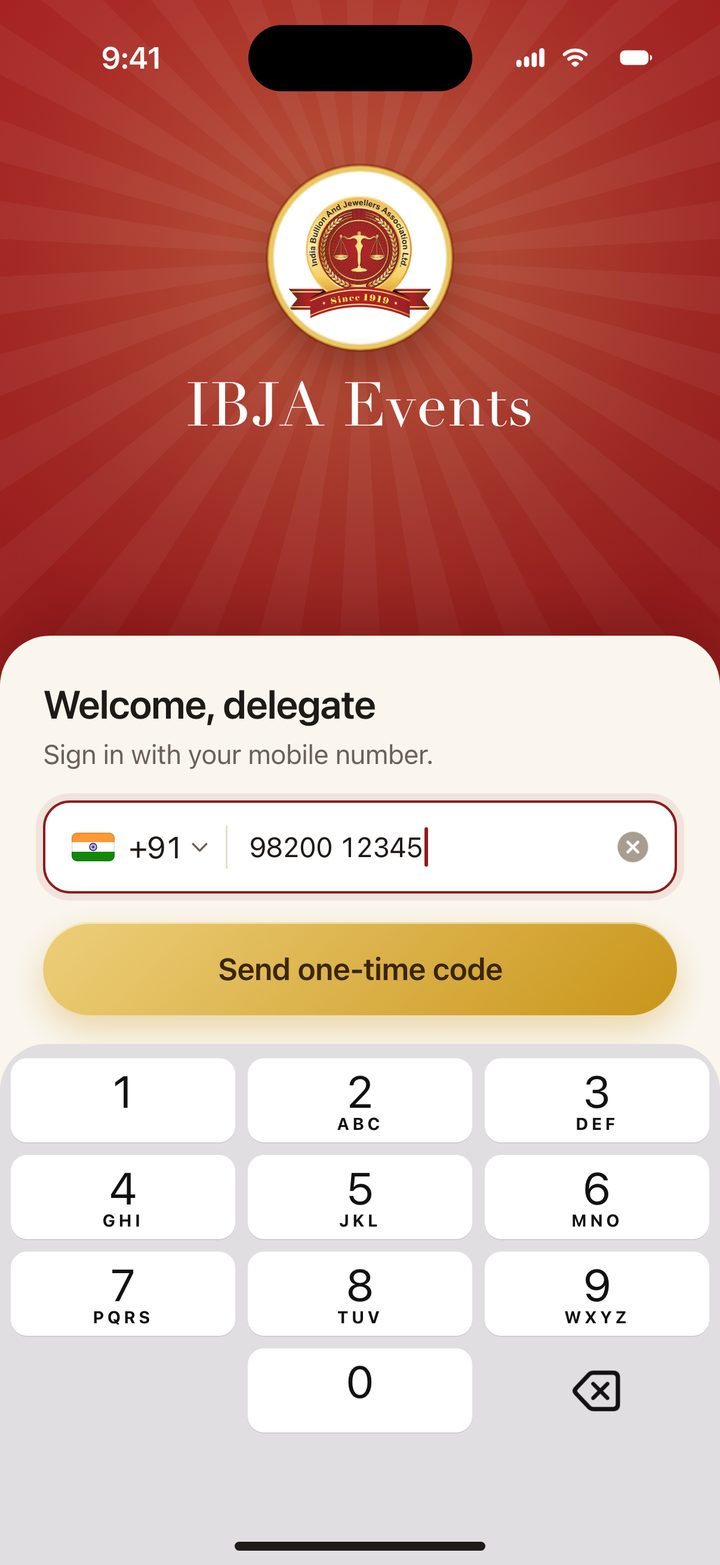 9:41
India Bullion And Jewellers Association Ltd.
Since 1919
IBJA Events
Welcome, delegate
Sign in with your mobile number.
+91 98200 12345
Send one-time code
1 2 3
ABC DEF
4 5 6
GHI JKL MNO
7 8 9
PQRS TUV WXYZ
0